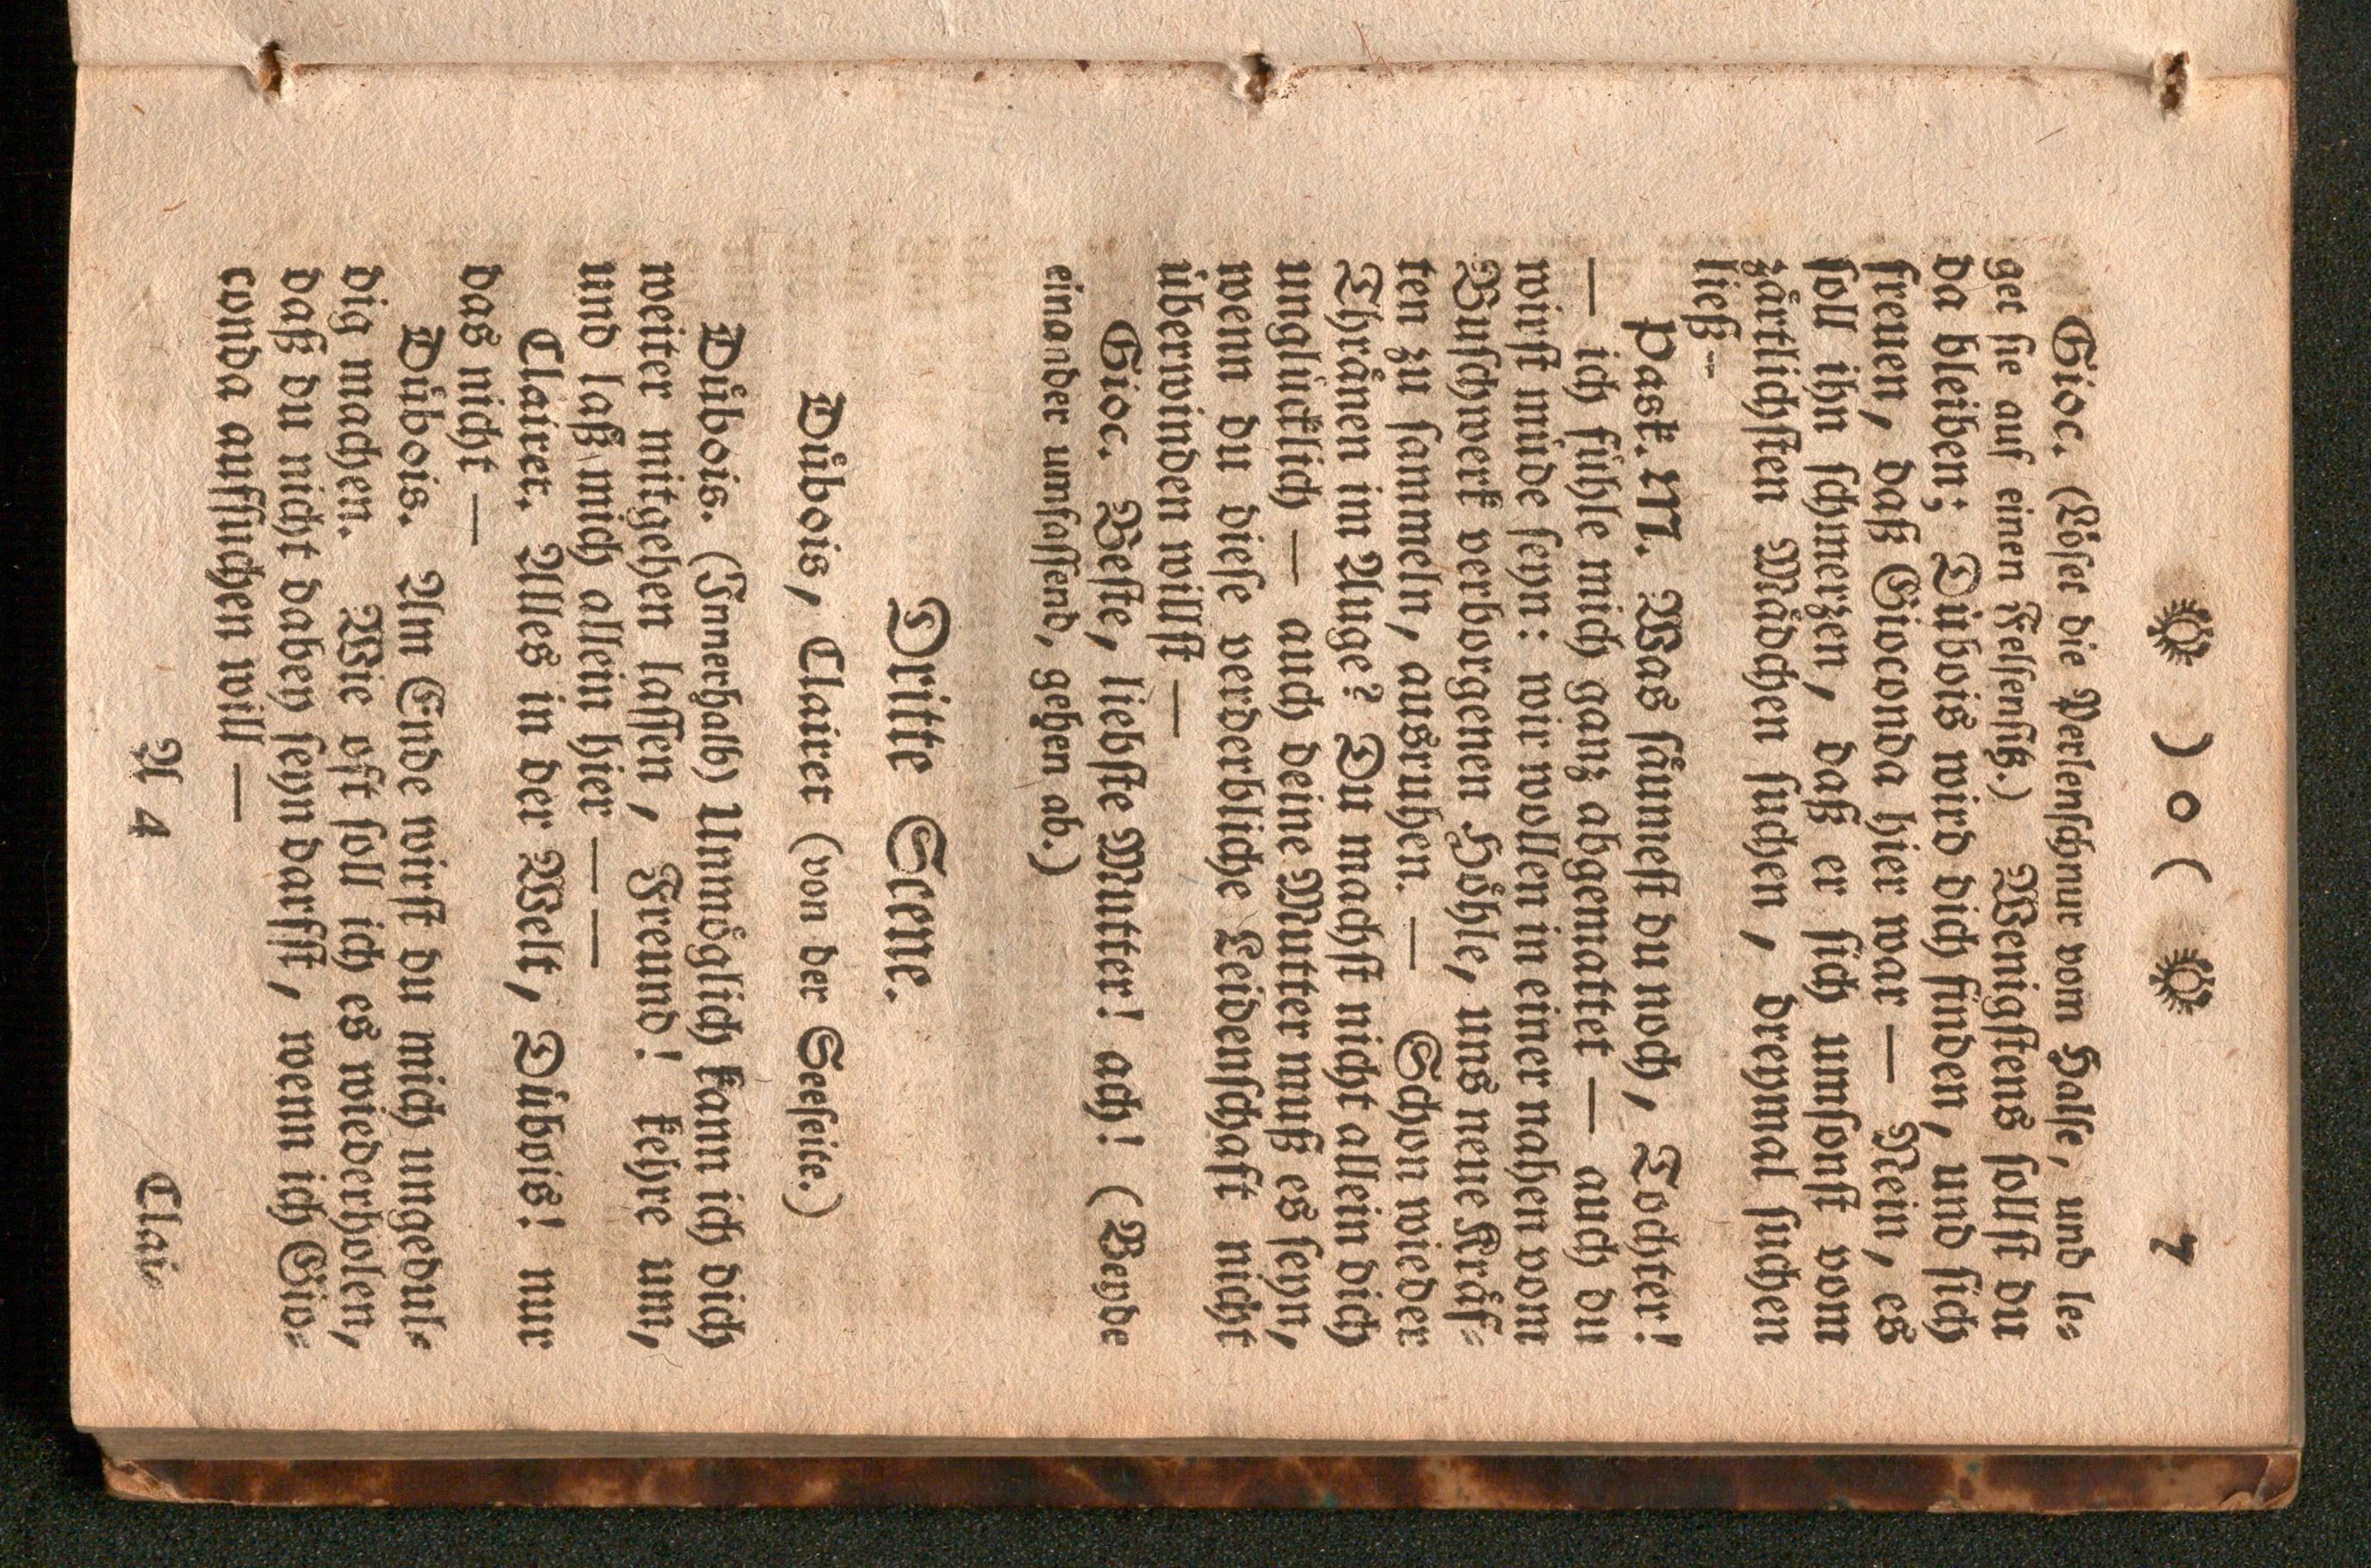 ) o ( 7
Gioc. (Löset die Perlenschnur vom Halse, und le-
get sie auf einen Felsensitz.) Wenigstens sollst du
da bleiben; Dübois wird dich finden, und sich
freuen, daß Gioconda hier war — Nein, es
soll ihn schmerzen, daß er sich umsonst vom
zärtlichsten Mädchen suchen, dreymal suchen
ließ --
Pask. M. Was säumest du noch, Tochter!
— ich fühle mich ganz abgemattet — auch du
wirst müde seyn: wir wollen in einer nahen vom
Buschwerk verborgenen Höhle, uns neue Kräf-
ten zu sammeln, ausruhen. — Schon wieder
Thränen im Auge? Du machst nicht allein dich
unglücklich — auch deine Mutter muß es seyn,
wenn du diese verderbliche Leidenschaft nicht
überwinden willst —
Gioc. Beste, liebste Mutter! ach! (Beyde
einander umfassend, gehen ab.)
Dritte Scene.
Dübois, Clairet (von der Seeseite.)
Dübois. (Innerhalb) Unmöglich kann ich dich
weiter mitgehen lassen, Freund! kehre um,
und laß mich allein hier — —
Clairet. Alles in der Welt, Dübois! nur
das nicht —
Dübois. Am Ende wirst du mich ungedul-
dig machen. Wie oft soll ich es wiederholen,
daß du nicht dabey seyn darfst, wenn ich Gio-
conda aufsuchen will —
A 4 Clai-